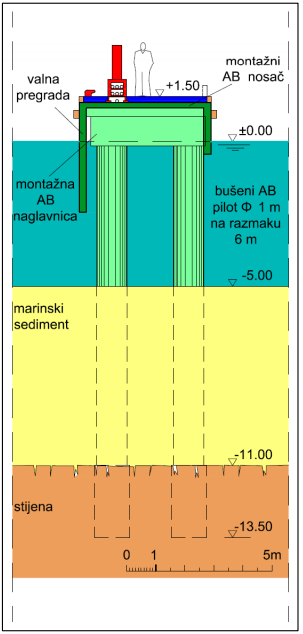 montažni
AB nosač
valna
pregrada
+1.50
±0.00
montažna
AB
naglavnica
bušeni AB
pilot Φ 1 m
na razmaku
6 m
-5.00
marinski
sediment
-11.00
stijena
-13.50
0 1 5m